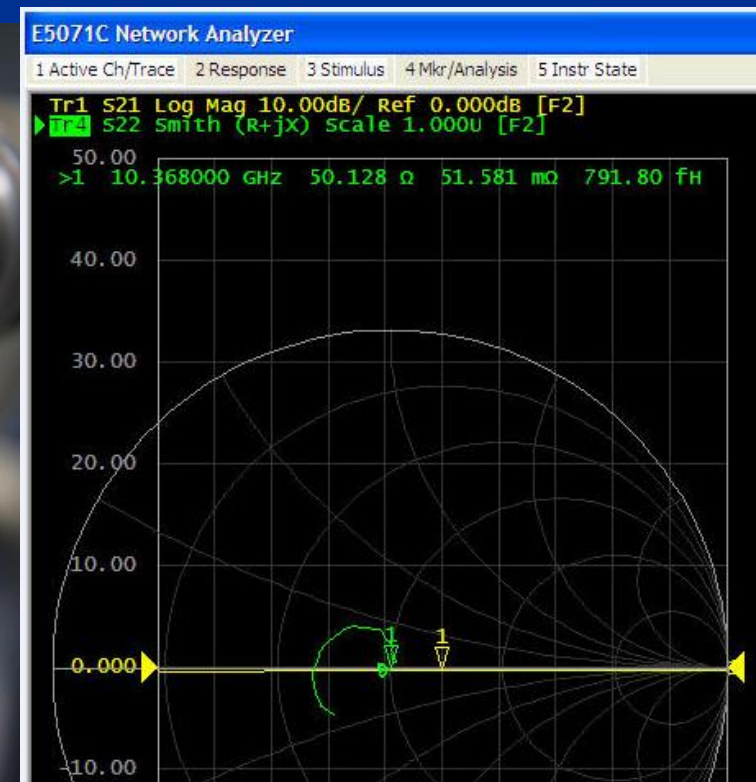 E5071C Network Analyzer
1 Active Ch/Trace 2 Response 3 Stimulus 4 Mkr/Analysis 5 Instr State
Tr1 S21 Log Mag 10.00dB/ Ref 0.000dB [F2]
Tr4 S22 Smith (R+jX) Scale 1.000U [F2]
50.00
>1 10.368000 GHz 50.128 Ω 51.581 mΩ 791.80 fH
40.00
30.00
20.00
10.00
1 1
0.000
-10.00